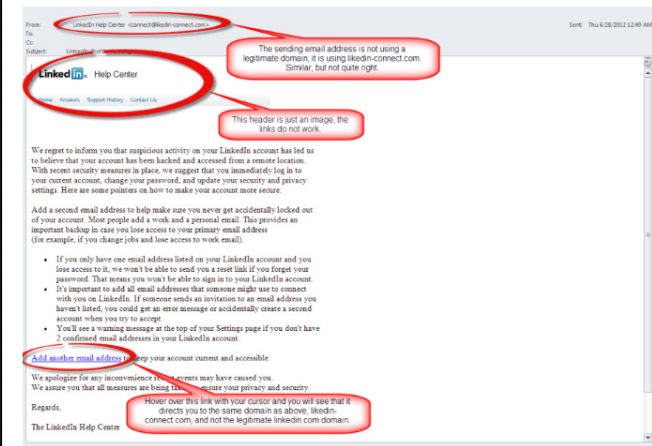 From: LinkedIn Help Center <connect@likedin-connect.com> Sent: Thu 6/28/2012 12:49 AM
To:
Cc:
Subject: LinkedIn Profile
The sending email address is not using a
legitimate domain, it is using likedin-connect.com.
Similar, but not quite right.
Linked in. Help Center
Home Answers Support History Contact Us
This header is just an image, the
links do not work.
We regret to inform you that suspicious activity on your LinkedIn account has led us
to believe that your account has been hacked and accessed from a remote location.
With recent security measures in place, we suggest that you immediately log in to
your current account, change your password, and update your security and privacy
settings. Here are some pointers on how to make your account more secure:
Add a second email address to help make sure you never get accidentally locked out
of your account. Most people add a work and a personal email. This provides an
important backup in case you lose access to your primary email address
(for example, if you change jobs and lose access to work email).
• If you only have one email address listed on your LinkedIn account and you
lose access to it, we won't be able to send you a reset link if you forget your
password. That means you won't be able to sign in to your LinkedIn account.
• It's important to add all email addresses that someone might use to connect
with you on LinkedIn. If someone sends an invitation to an email address you
haven't listed, you could get an error message or accidentally create a second
account when you try to accept.
• You'll see a warning message at the top of your Settings page if you don't have
2 confirmed email addresses in your LinkedIn account.
Add another email address to keep your account current and accessible.
We apologize for any inconvenience events may have caused you.
We assure you that all measures are being ensure your privacy and security.
Hover over this link with your cursor and you will see that it
directs you to the same domain as above, likedin-
connect.com, and not the legitimate linkedin.com domain.
Regards,
The LinkedIn Help Center